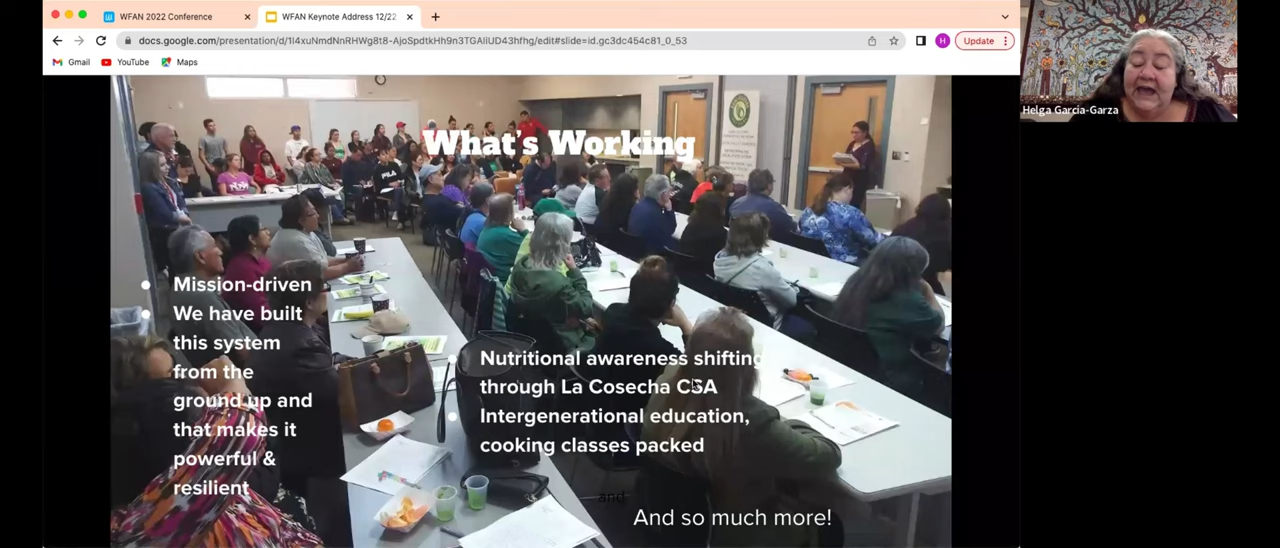 WFAN 2022 Conference
WFAN Keynote Address 12/22
docs.google.com/presentation/d/1l4xuNmdNnRHWg8t8-AjoSpdtkHh9n3TGAliUD43hfhg/edit#slide=id.gc3dc454c81_0_53
H
Update
Gmail
YouTube
Maps
Helga Garcia-Garza
What's Working
Mission-driven
We have built
this system
from the
ground up and
that makes it
powerful &
resilient
Nutritional awareness shifting
through La Cosecha CSA
Intergenerational education,
cooking classes packed
and
And so much more!
FILA